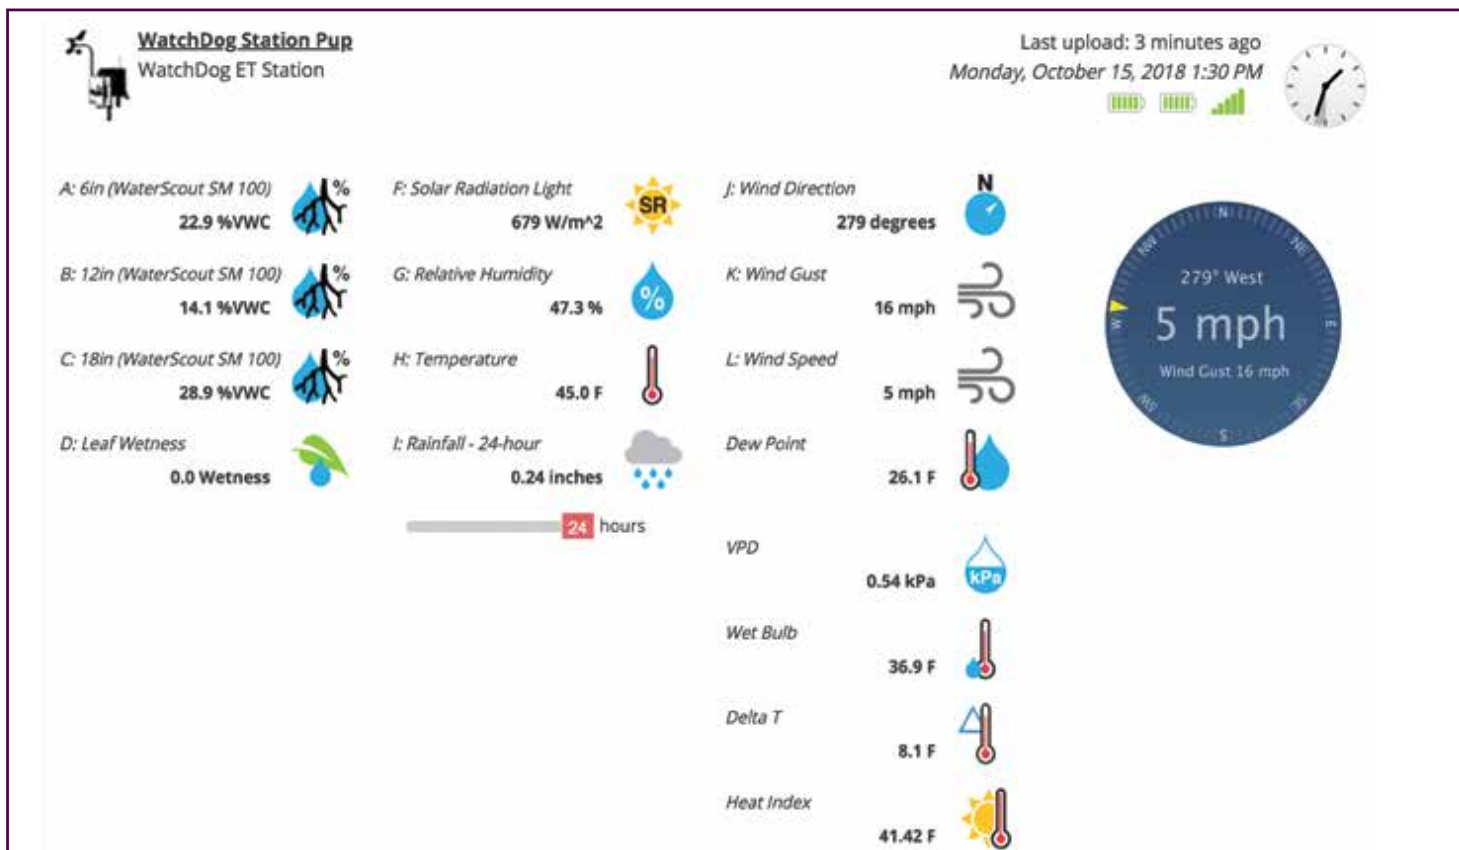 WatchDog Station Pup
WatchDog ET Station
Last upload: 3 minutes ago
Monday, October 15, 2018 1:30 PM
A: 6in (WaterScout SM 100)
22.9 %VWC
%
B: 12in (WaterScout SM 100)
14.1 %VWC
%
C: 18in (WaterScout SM 100)
28.9 %VWC
%
D: Leaf Wetness
0.0 Wetness
F: Solar Radiation Light
679 W/m^2
SR
G: Relative Humidity
47.3 %
%
H: Temperature
45.0 F
I: Rainfall - 24-hour
0.24 inches
24 hours
J: Wind Direction
279 degrees
N
K: Wind Gust
16 mph
L: Wind Speed
5 mph
Dew Point
26.1 F
VPD
0.54 kPa
kPa
Wet Bulb
36.9 F
Delta T
8.1 F
Heat Index
41.42 F
N
NW
NE
279° West
W
5 mph
E
Wind Gust 16 mph
SW
SE
S